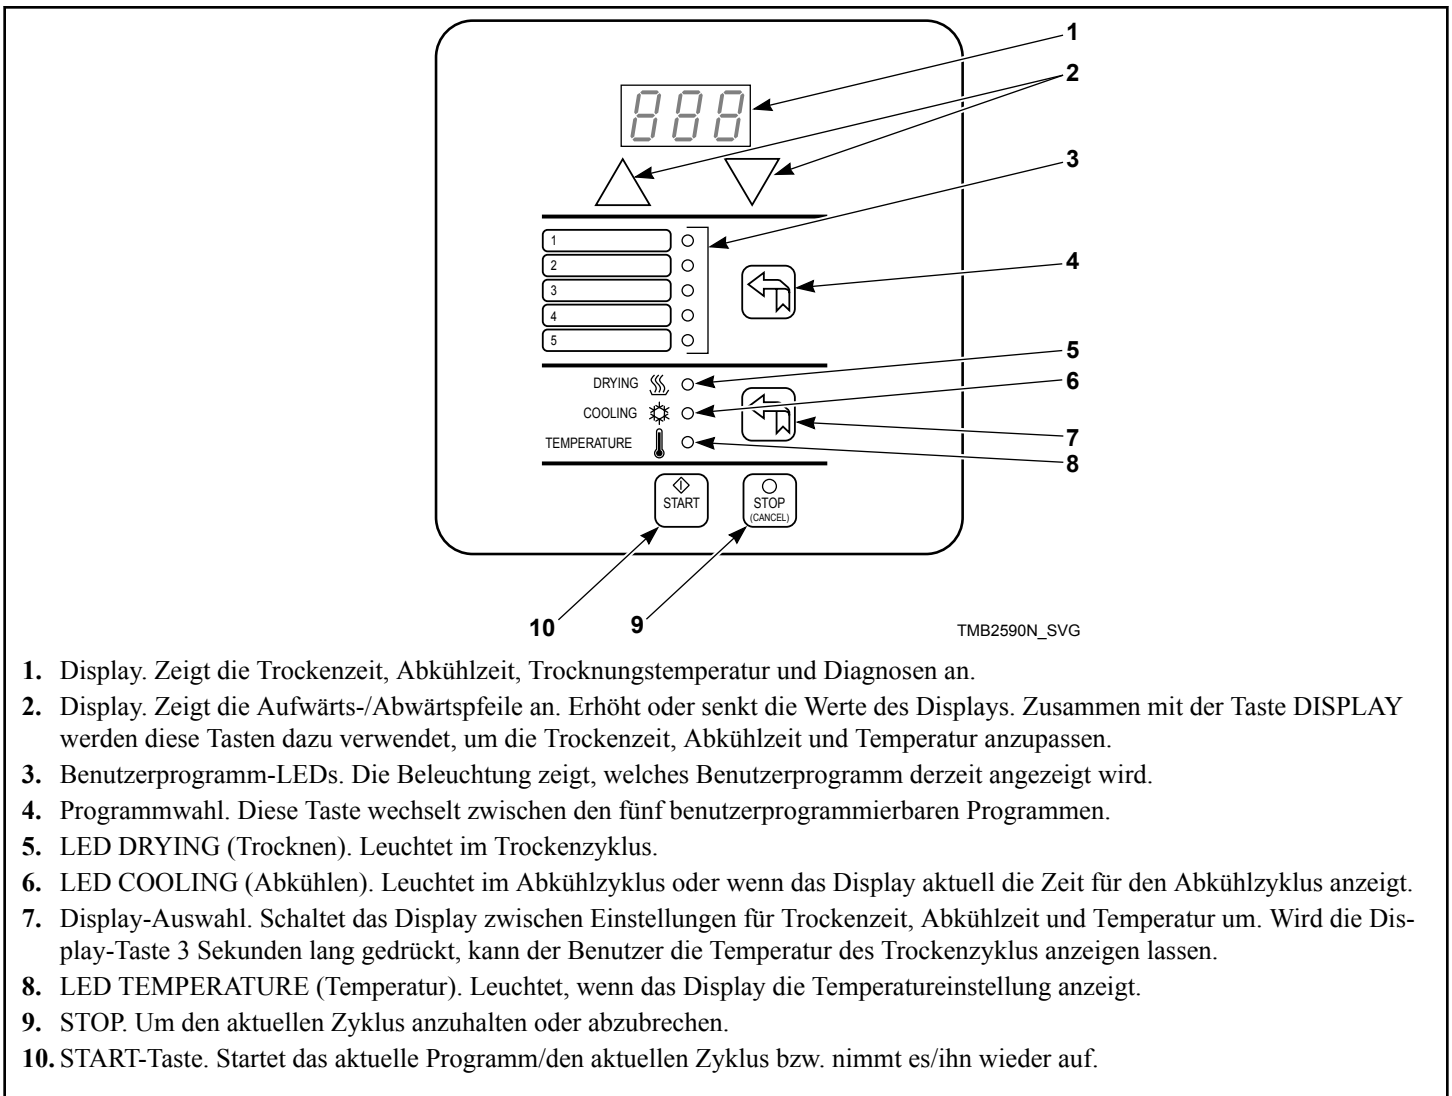 1
2
888
3
1
2
3
4
5
4
5
DRYING
6
COOLING
7
TEMPERATURE
8
START
STOP
(CANCEL)
10
9
TMB2590N_SVG
1. Display. Zeigt die Trockenzeit, Abkühlzeit, Trocknungstemperatur und Diagnosen an.
2. Display. Zeigt die Aufwärts-/Abwärtspfeile an. Erhöht oder senkt die Werte des Displays. Zusammen mit der Taste DISPLAY
werden diese Tasten dazu verwendet, um die Trockenzeit, Abkühlzeit und Temperatur anzupassen.
3. Benutzerprogramm-LEDs. Die Beleuchtung zeigt, welches Benutzerprogramm derzeit angezeigt wird.
4. Programmwahl. Diese Taste wechselt zwischen den fünf benutzerprogrammierbaren Programmen.
5. LED DRYING (Trocknen). Leuchtet im Trockenzyklus.
6. LED COOLING (Abkühlen). Leuchtet im Abkühlzyklus oder wenn das Display aktuell die Zeit für den Abkühlzyklus anzeigt.
7. Display-Auswahl. Schaltet das Display zwischen Einstellungen für Trockenzeit, Abkühlzeit und Temperatur um. Wird die Dis-
play-Taste 3 Sekunden lang gedrückt, kann der Benutzer die Temperatur des Trockenzyklus anzeigen lassen.
8. LED TEMPERATURE (Temperatur). Leuchtet, wenn das Display die Temperatureinstellung anzeigt.
9. STOP. Um den aktuellen Zyklus anzuhalten oder abzubrechen.
10. START-Taste. Startet das aktuelle Programm/den aktuellen Zyklus bzw. nimmt es/ihn wieder auf.